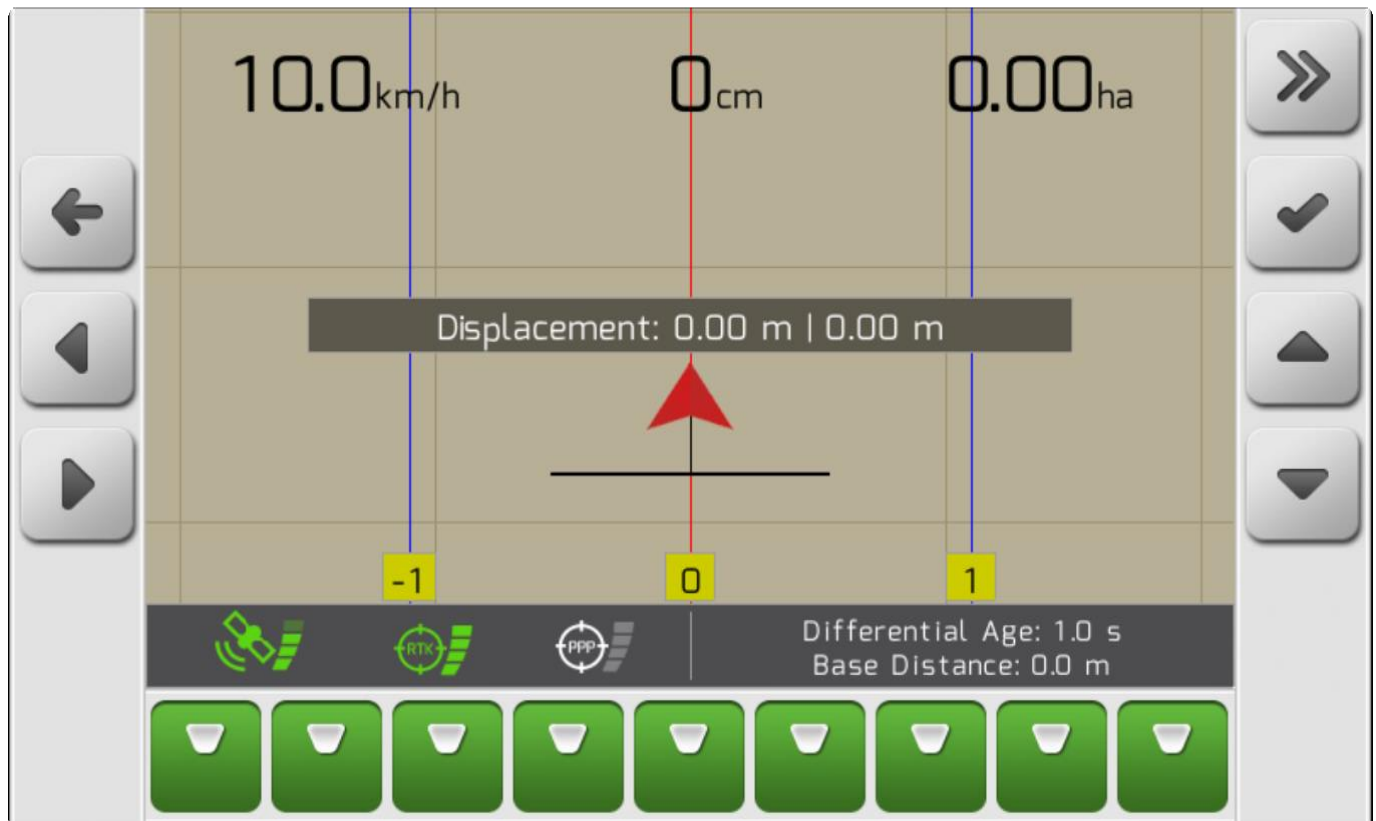 10.0km/h 0cm 0.00ha
Displacement: 0.00 m | 0.00 m
-1 0 1
RTK PPP
Differential Age: 1.0 s
Base Distance: 0.0 m